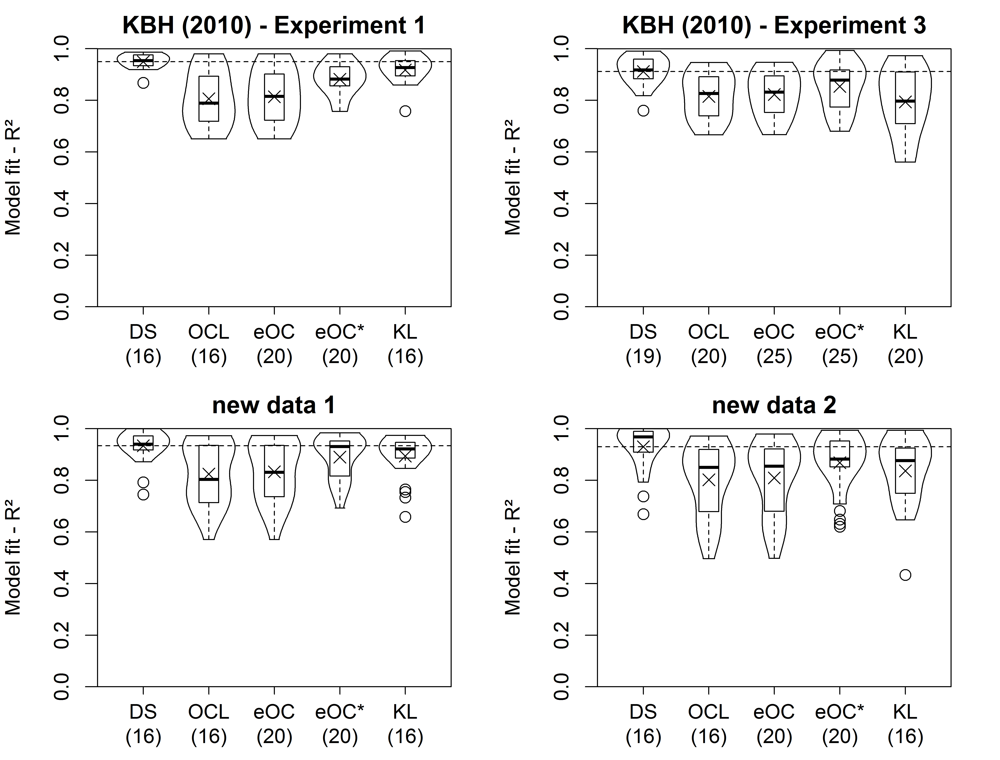 KBH (2010) - Experiment 1
Model fit - R²
1.0
0.8
0.6
0.4
0.2
0.0
DS OCL eOC eOC* KL
(16) (16) (20) (20) (16)
KBH (2010) - Experiment 3
Model fit - R²
1.0
0.8
0.6
0.4
0.2
0.0
DS OCL eOC eOC* KL
(19) (20) (25) (25) (20)
new data 1
Model fit - R²
1.0
0.8
0.6
0.4
0.2
0.0
DS OCL eOC eOC* KL
(16) (16) (20) (20) (16)
new data 2
Model fit - R²
1.0
0.8
0.6
0.4
0.2
0.0
DS OCL eOC eOC* KL
(16) (16) (20) (20) (16)